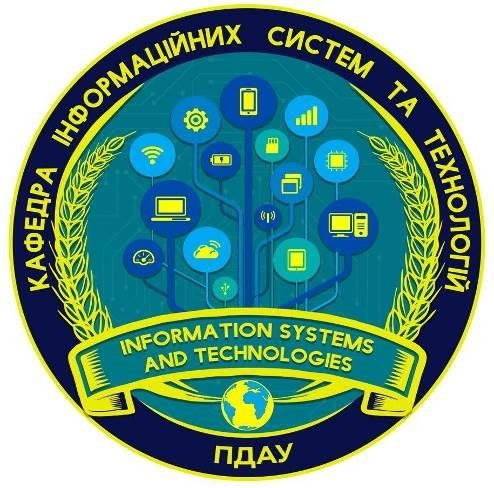 КАФЕДРА ІНФОРМАЦІЙНИХ СИСТЕМ ТА ТЕХНОЛОГІЙ
INFORMATION SYSTEMS
AND TECHNOLOGIES
ПДАУ